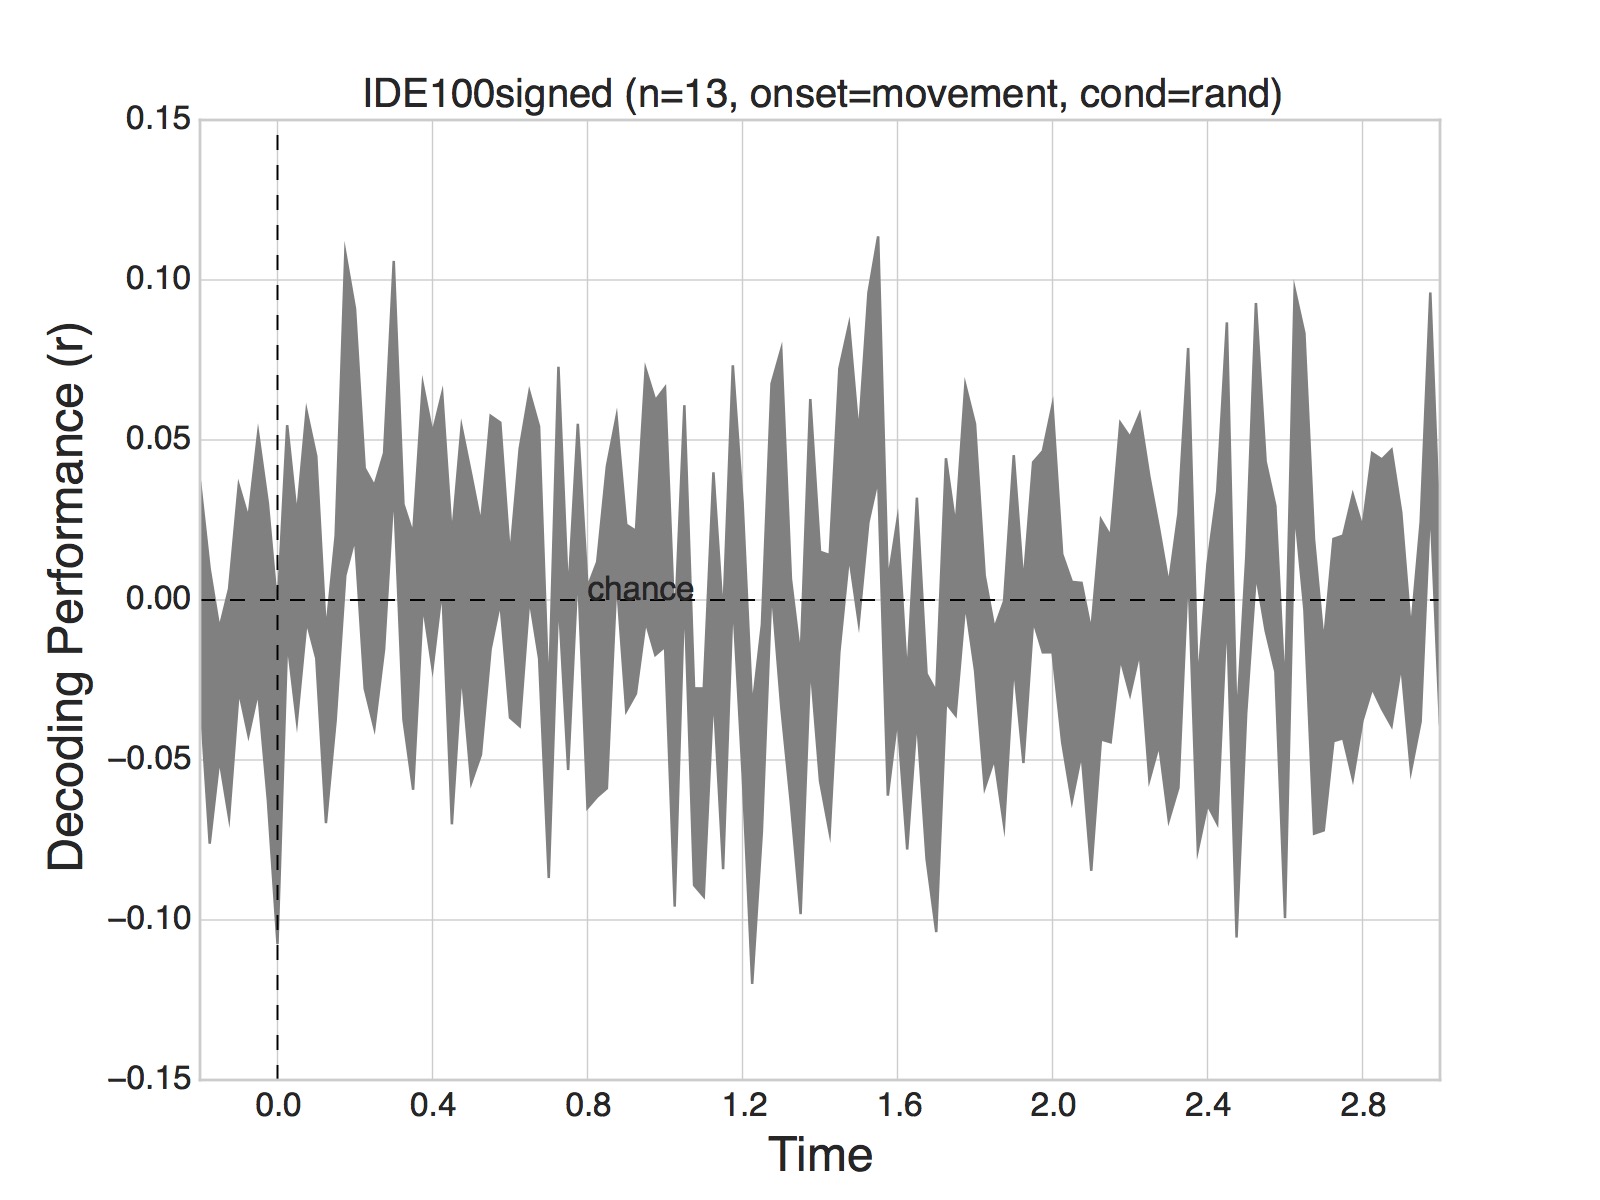 IDE100signed (n=13, onset=movement, cond=rand)
Decoding Performance (r)
0.15
0.10
0.05
0.00
−0.05
−0.10
−0.15
chance
0.0 0.4 0.8 1.2 1.6 2.0 2.4 2.8
Time